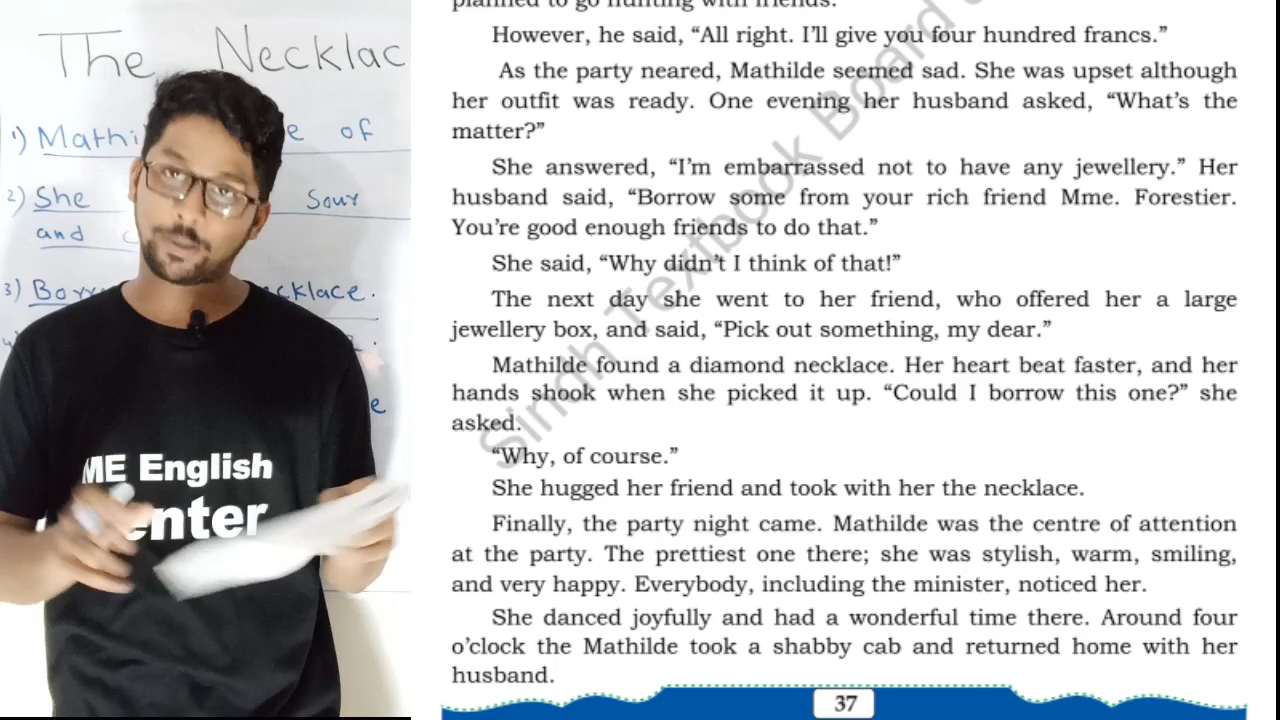 The Necklac
1) Mathi e of
2) She Sour
and
3) Borr cklace.
ME English
enter
planned to go hunting with friends.
However, he said, “All right. I’ll give you four hundred francs.”
As the party neared, Mathilde seemed sad. She was upset although
her outfit was ready. One evening her husband asked, “What’s the
matter?”
She answered, “I’m embarrassed not to have any jewellery.” Her
husband said, “Borrow some from your rich friend Mme. Forestier.
You’re good enough friends to do that.”
She said, “Why didn’t I think of that!”
The next day she went to her friend, who offered her a large
jewellery box, and said, “Pick out something, my dear.”
Mathilde found a diamond necklace. Her heart beat faster, and her
hands shook when she picked it up. “Could I borrow this one?” she
asked.
“Why, of course.”
She hugged her friend and took with her the necklace.
Finally, the party night came. Mathilde was the centre of attention
at the party. The prettiest one there; she was stylish, warm, smiling,
and very happy. Everybody, including the minister, noticed her.
She danced joyfully and had a wonderful time there. Around four
o’clock the Mathilde took a shabby cab and returned home with her
husband.
Sindh Textbook Board
37